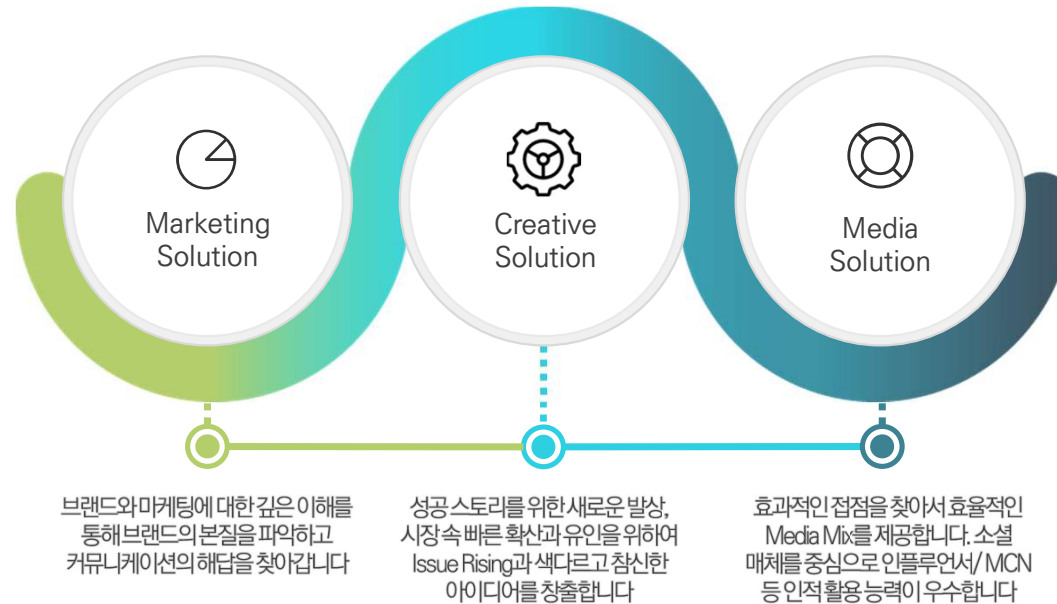 Marketing
Solution
Creative
Solution
Media
Solution
브랜드와 마케팅에 대한 깊은 이해를
통해 브랜드의 본질을 파악하고
커뮤니케이션의 해답을 찾아갑니다
성공 스토리를 위한 새로운 발상,
시장 속 빠른 확산과 유인을 위하여
Issue Rising과 색다르고 참신한
아이디어를 창출합니다
효과적인 접점을 찾아서 효율적인
Media Mix를 제공합니다. 소셜
매체를 중심으로 인플루언서/ MCN
등 인적 활용 능력이 우수합니다